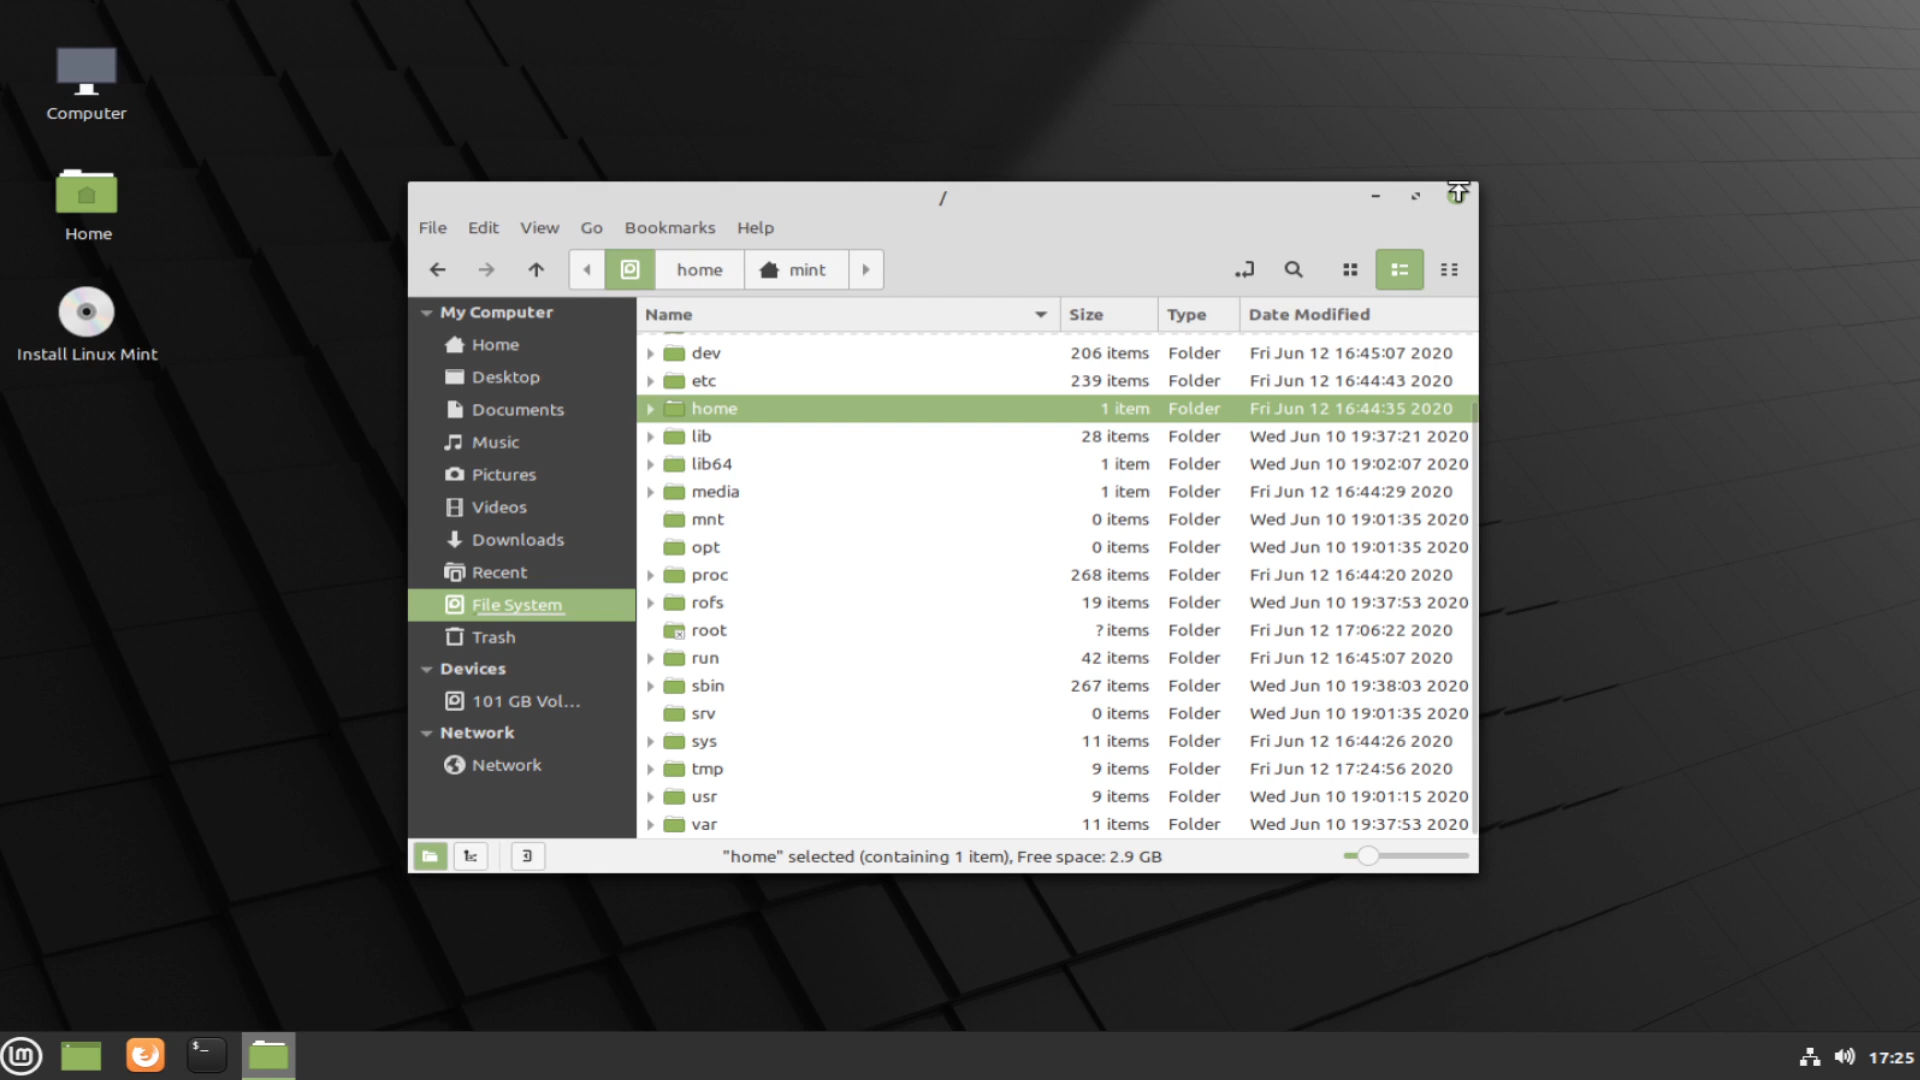 Computer
Home
Install Linux Mint
/
File Edit View Go Bookmarks Help
home mint
My Computer
Home
Desktop
Documents
Music
Pictures
Videos
Downloads
Recent
File System
Trash
Devices
101 GB Vol...
Network
Network
Name Size Type Date Modified
dev 206 items Folder Fri Jun 12 16:45:07 2020
etc 239 items Folder Fri Jun 12 16:44:43 2020
home 1 item Folder Fri Jun 12 16:44:35 2020
lib 28 items Folder Wed Jun 10 19:37:21 2020
lib64 1 item Folder Wed Jun 10 19:02:07 2020
media 1 item Folder Fri Jun 12 16:44:29 2020
mnt 0 items Folder Wed Jun 10 19:01:35 2020
opt 0 items Folder Wed Jun 10 19:01:35 2020
proc 268 items Folder Fri Jun 12 16:44:20 2020
rofs 19 items Folder Wed Jun 10 19:37:53 2020
root ? items Folder Fri Jun 12 17:06:22 2020
run 42 items Folder Fri Jun 12 16:45:07 2020
sbin 267 items Folder Wed Jun 10 19:38:03 2020
srv 0 items Folder Wed Jun 10 19:01:35 2020
sys 11 items Folder Fri Jun 12 16:44:26 2020
tmp 9 items Folder Fri Jun 12 17:24:56 2020
usr 9 items Folder Wed Jun 10 19:01:15 2020
var 11 items Folder Wed Jun 10 19:37:53 2020
"home" selected (containing 1 item), Free space: 2.9 GB
$_
17:25